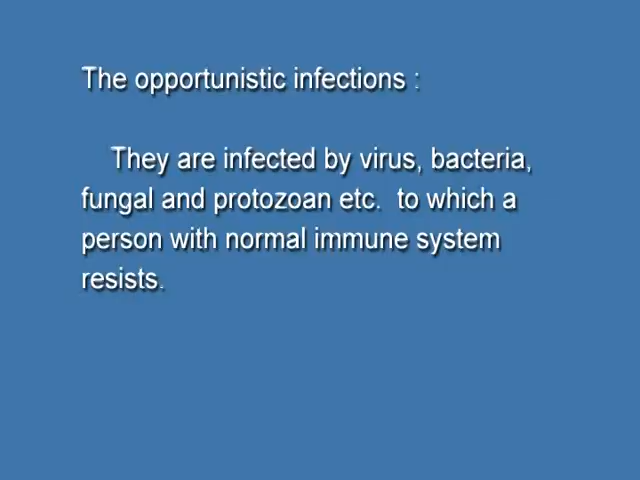 The opportunistic infections :
They are infected by virus, bacteria,
fungal and protozoan etc.  to which a
person with normal immune system
resists.